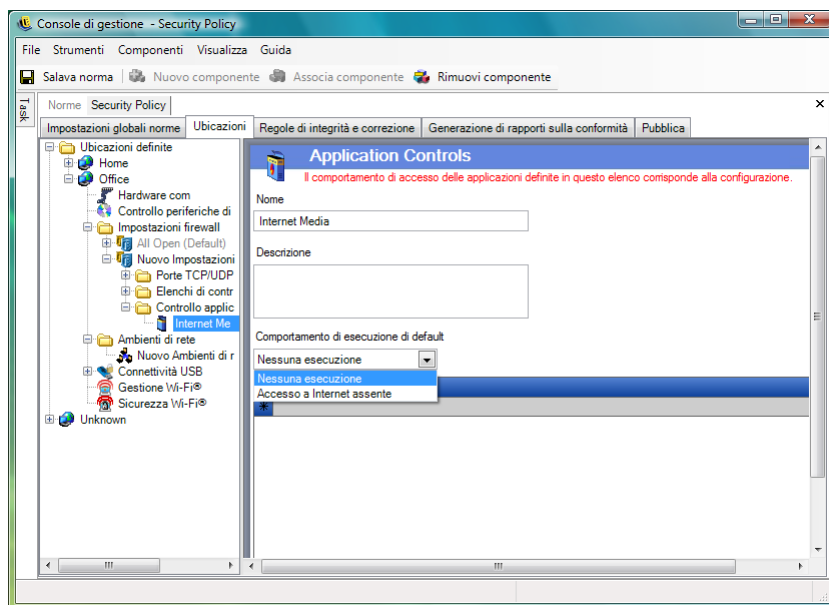 Console di gestione - Security Policy
File Strumenti Componenti Visualizza Guida
Salava norma Nuovo componente Associa componente Rimuovi componente
Task
Norme Security Policy
Impostazioni globali norme Ubicazioni Regole di integrità e correzione Generazione di rapporti sulla conformità Pubblica
Ubicazioni definite
Home
Office
Hardware com
Controllo periferiche di
Impostazioni firewall
All Open (Default)
Nuovo Impostazioni
Porte TCP/UDP
Elenchi di contr
Controllo applic
Internet Me
Ambienti di rete
Nuovo Ambienti di r
Connettività USB
Gestione Wi-Fi®
Sicurezza Wi-Fi®
Unknown
Application Controls
Il comportamento di accesso delle applicazioni definite in questo elenco corrisponde alla configurazione.
Nome
Internet Media
Descrizione
Comportamento di esecuzione di default
Nessuna esecuzione
Nessuna esecuzione
Accesso a Internet assente